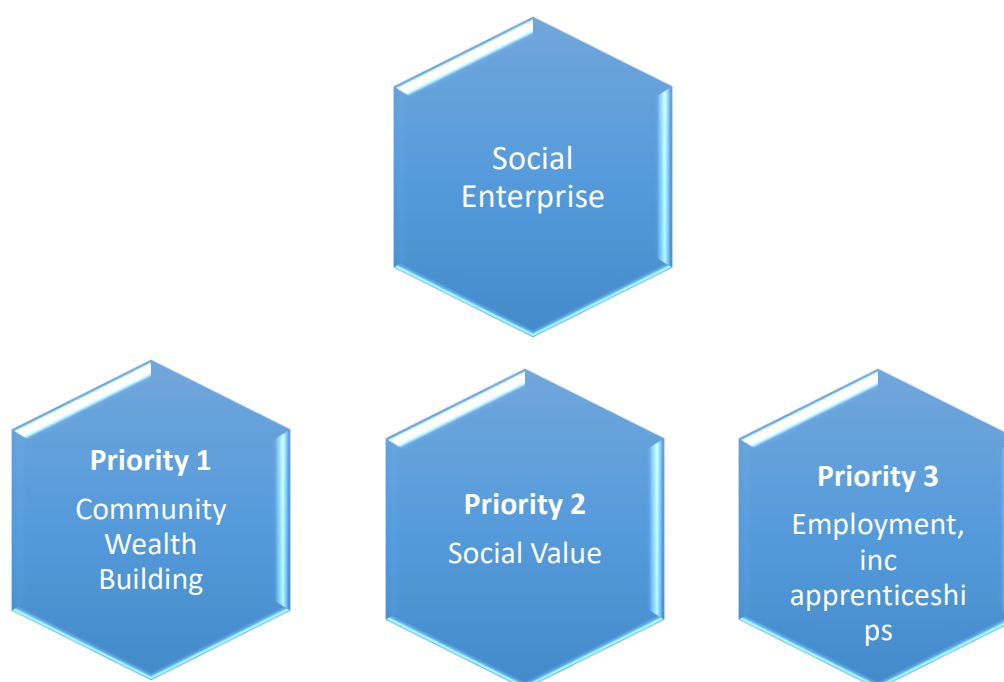 Social
Enterprise
Priority 1
Community
Wealth
Building
Priority 2
Social Value
Priority 3
Employment,
inc
apprenticeshi
ps